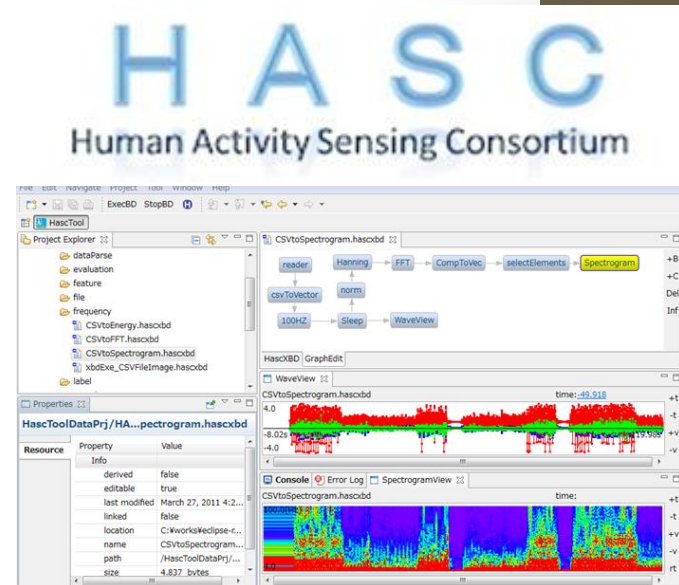 HASC
Human Activity Sensing Consortium
File Edit Navigate Project Tool Window Help
ExecBD StopBD
HascTool
Project Explorer
dataParse
evaluation
feature
file
frequency
CSVtoEnergy.hascxbd
CSVtoFFT.hascxbd
CSVtoSpectrogram.hascxbd
xbdExe_CSVFileImage.hascxbd
label
Properties
HascToolDataPrj/HA...pectrogram.hascxbd
Resource
Property Value
Info
derived false
editable true
last modified March 27, 2011 4:2...
linked false
location C:¥works¥eclipse-r...
name CSVtoSpectrogram...
path /HascToolDataPrj/H...
size 4,837 bytes
CSVtoSpectrogram.hascxbd
reader Hanning FFT CompToVec selectElements Spectrogram
csvToVector norm
100HZ Sleep WaveView
+B
+C
Del
Inf
HascXBD GraphEdit
WaveView
CSVtoSpectrogram.hascxbd time:-49.918
4.0
-8.02s
-4.0
+t
-t
+v
-v
Console Error Log SpectrogramView
CSVtoSpectrogram.hascxbd time:
+t
-t
+v
-v
rt